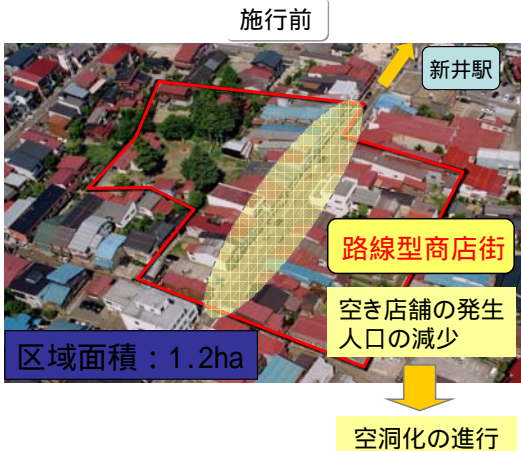 施行前
新井駅
路線型商店街
空き店舗の発生
人口の減少
区域面積：1.2ha
空洞化の進行